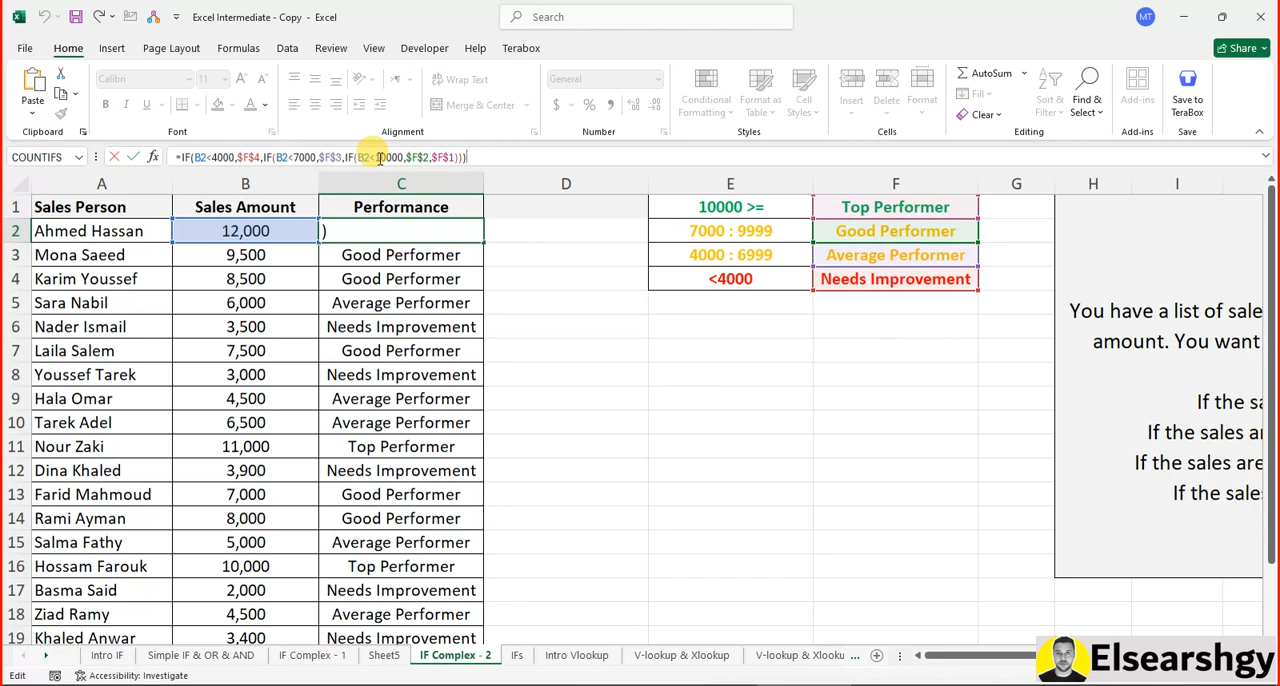 Excel Intermediate - Copy - Excel
Search
MT
File Home Insert Page Layout Formulas Data Review View Developer Help Terabox Share
Calibri 11 Wrap Text General AutoSum
Paste B I U Merge & Center Conditional Formatting Format as Table Cell Styles Insert Delete Format Fill Clear Sort & Filter Find & Select Add-ins Save to TeraBox
Clipboard Font Alignment Number Styles Cells Editing Add-ins Save
COUNTIFS fx =IF(B2<4000,$F$4,IF(B2<7000,$F$3,IF(B2<10000,$F$2,$F$1)))
A B C D E F G H I
1 Sales Person Sales Amount Performance 10000 >= Top Performer
2 Ahmed Hassan 12,000 ) 7000 : 9999 Good Performer
3 Mona Saeed 9,500 Good Performer 4000 : 6999 Average Performer
4 Karim Youssef 8,500 Good Performer <4000 Needs Improvement
5 Sara Nabil 6,000 Average Performer You have a list of sale
6 Nader Ismail 3,500 Needs Improvement amount. You want
7 Laila Salem 7,500 Good Performer
8 Youssef Tarek 3,000 Needs Improvement
9 Hala Omar 4,500 Average Performer If the sa
10 Tarek Adel 6,500 Average Performer If the sales ar
11 Nour Zaki 11,000 Top Performer If the sales are
12 Dina Khaled 3,900 Needs Improvement If the sale
13 Farid Mahmoud 7,000 Good Performer
14 Rami Ayman 8,000 Good Performer
15 Salma Fathy 5,000 Average Performer
16 Hossam Farouk 10,000 Top Performer
17 Basma Said 2,000 Needs Improvement
18 Ziad Ramy 4,500 Average Performer
19 Khaled Anwar 3,400 Needs Improvement
Intro IF Simple IF & OR & AND IF Complex - 1 Sheet5 IF Complex - 2 IFs Intro Vlookup V-lookup & Xlookup V-lookup & Xlooku ...
Edit Accessibility: Investigate
Elsearshgy